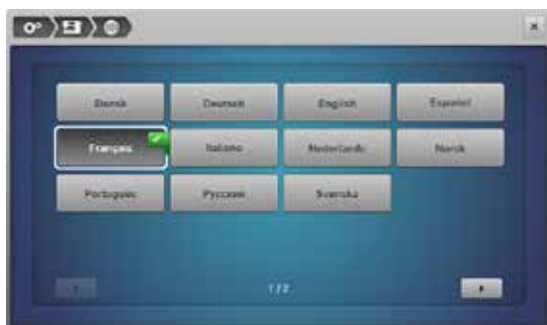 Dansk Deutsch English Español
Français Italiano Nederlands Norsk
Português Русский Svenska
1 / 2